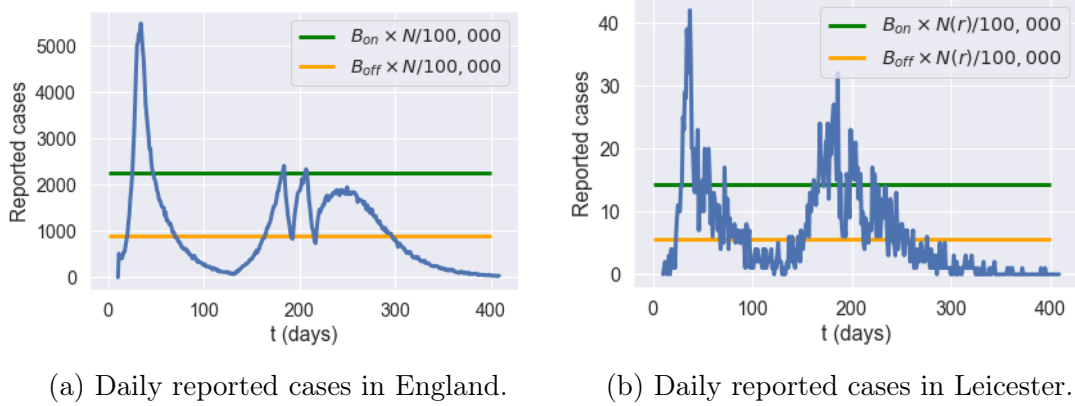 5000
4000
3000
2000
1000
0
Reported cases
B_on × N/100, 000
B_off × N/100, 000
0 100 200 300 400
t (days)
(a) Daily reported cases in England.
40
30
20
10
0
Reported cases
B_on × N(r)/100, 000
B_off × N(r)/100, 000
0 100 200 300 400
t (days)
(b) Daily reported cases in Leicester.